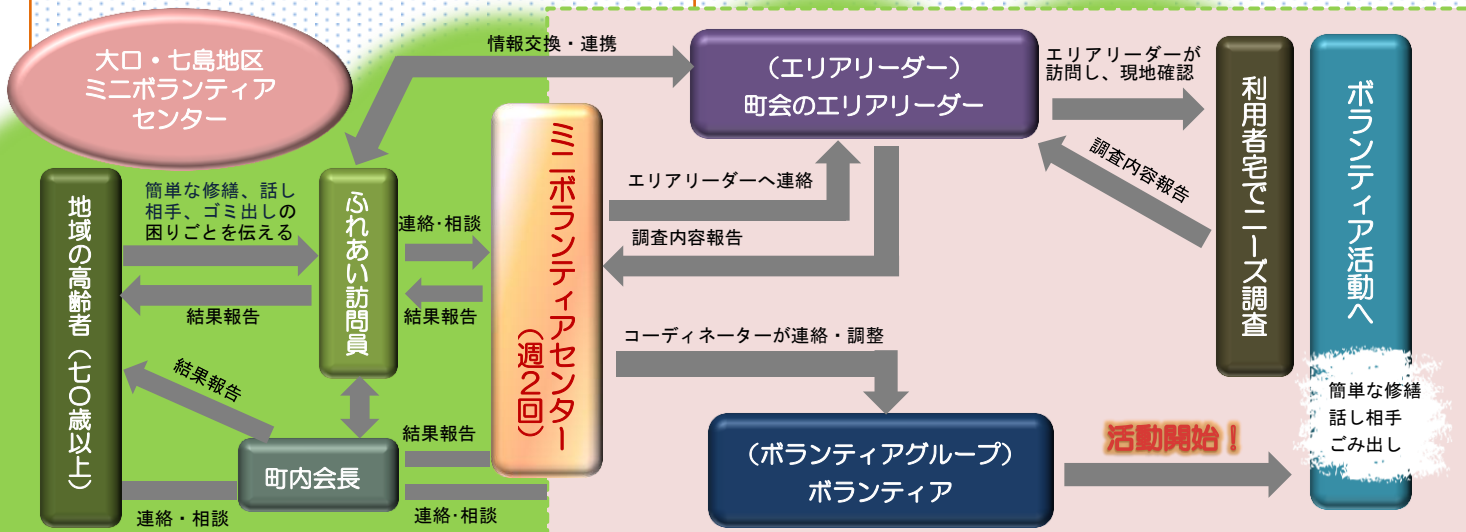 大口・七島地区
ミニボランティア
センター
情報交換・連携
（エリアリーダー）
町会のエリアリーダー
エリアリーダーが
訪問し、現地確認
利用者宅でニーズ調査
ボランティア活動へ
簡単な修繕
話し相手
ごみ出し
調査内容報告
地域の高齢者（七〇歳以上）
簡単な修繕、話し
相手、ゴミ出しの
困りごとを伝える
ふれあい訪問員
連絡・相談
ミニボランティアセンター
（週２回）
エリアリーダーへ連絡
調査内容報告
結果報告
結果報告
コーディネーターが連絡・調整
結果報告
結果報告
町内会長
連絡・相談
連絡・相談
（ボランティアグループ）
ボランティア
活動開始！